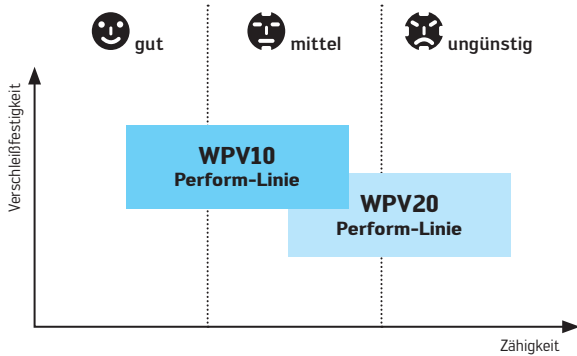 gut
mittel
ungünstig
Verschleißfestigkeit
WPV10
Perform-Linie
WPV20
Perform-Linie
Zähigkeit